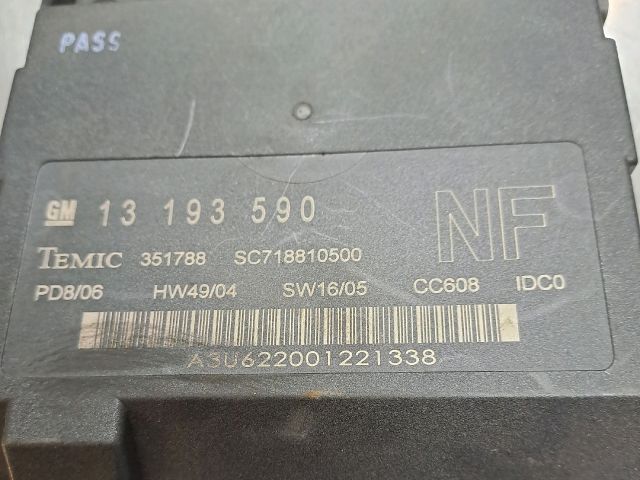 PASS
GM 13 193 590 NF
TEMIC 351788 SC718810500
PD8/06 HW49/04 SW16/05 CC608 IDC0
A3U622001221338